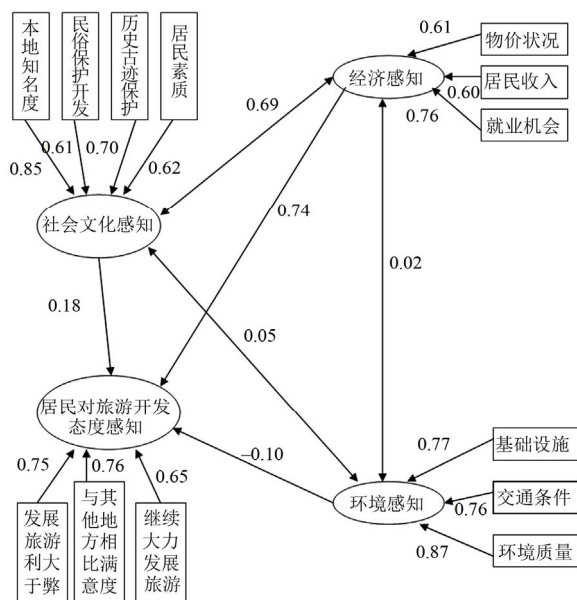 本地知名度
民俗保护开发
历史古迹保护
居民素质
0.85
0.61
0.70
0.62
社会文化感知
0.69
经济感知
0.61
物价状况
0.60
居民收入
0.76
就业机会
0.74
0.02
0.18
0.05
居民对旅游开发
态度感知
-0.10
环境感知
0.77
基础设施
0.76
交通条件
0.87
环境质量
0.75
0.76
0.65
发展
旅游
利大
于弊
与其
他地
方相
比满
意度
继续
大力
发展
旅游